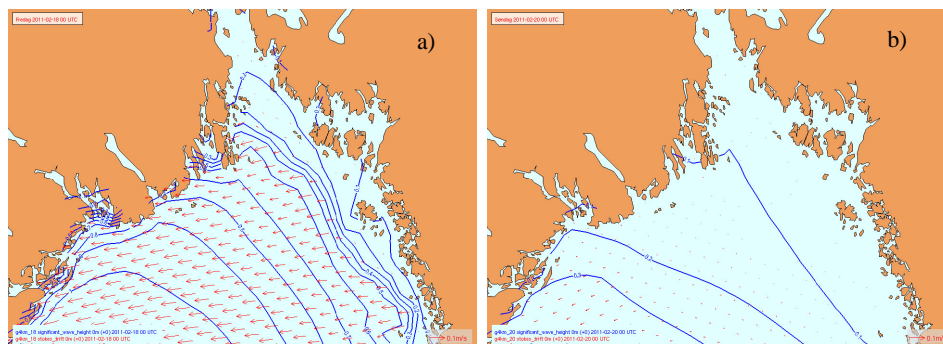 Fredag 2011-02-18 00 UTC
a)
g4km_18 significant_wave_height 0m (+0) 2011-02-18 00 UTC
g4km_18 stokes_drift 0m (+0) 2011-02-18 00 UTC
0.1m/s
Søndag 2011-02-20 00 UTC
b)
g4km_20 significant_wave_height 0m (+0) 2011-02-20 00 UTC
g4km_20 stokes_drift 0m (+0) 2011-02-20 00 UTC
0.1m/s